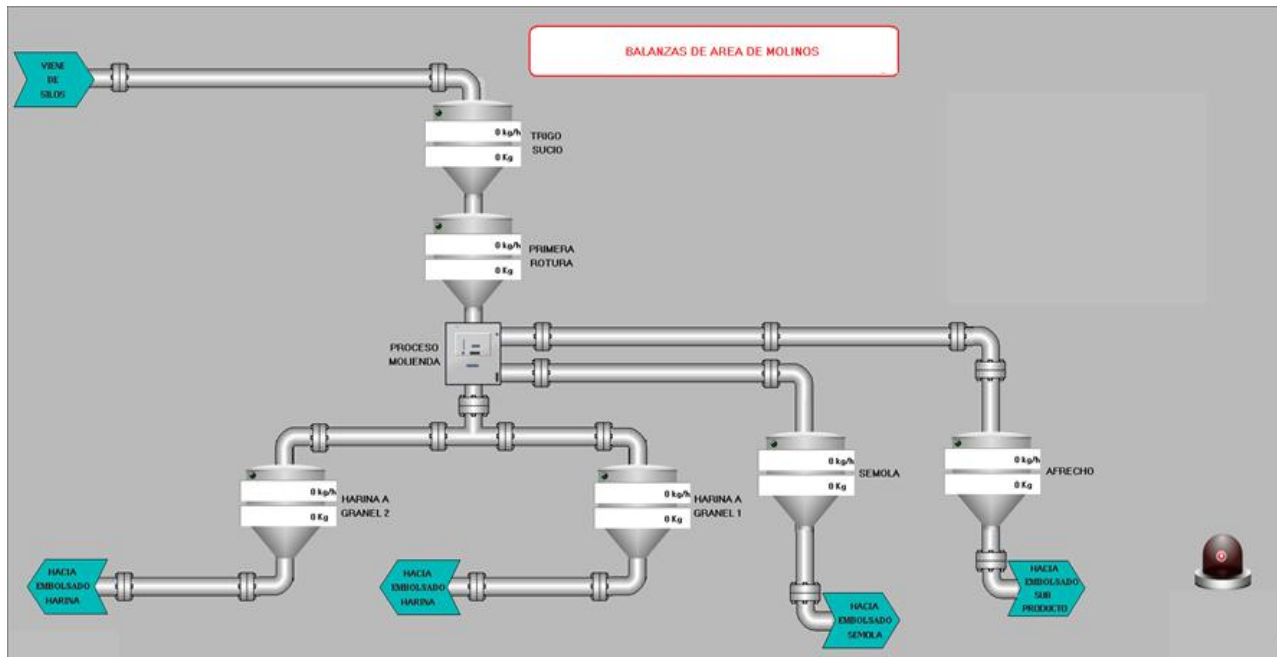 BALANZAS DE AREA DE MOLINOS
VIENE
DE
SILOS
0 kg/h
0 Kg
TRIGO
SUCIO
0 kg/h
0 Kg
PRIMERA
ROTURA
PROCESO
MOLIENDA
0 kg/h
0 Kg
HARINA A
GRANEL 2
0 kg/h
0 Kg
HARINA A
GRANEL 1
0 kg/h
0 Kg
SEMOLA
0 kg/h
0 Kg
AFRECHO
HACIA
EMBOLSADO
HARINA
HACIA
EMBOLSADO
HARINA
HACIA
EMBOLSADO
SEMOLA
HACIA
EMBOLSADO
SUB
PRODUCTO